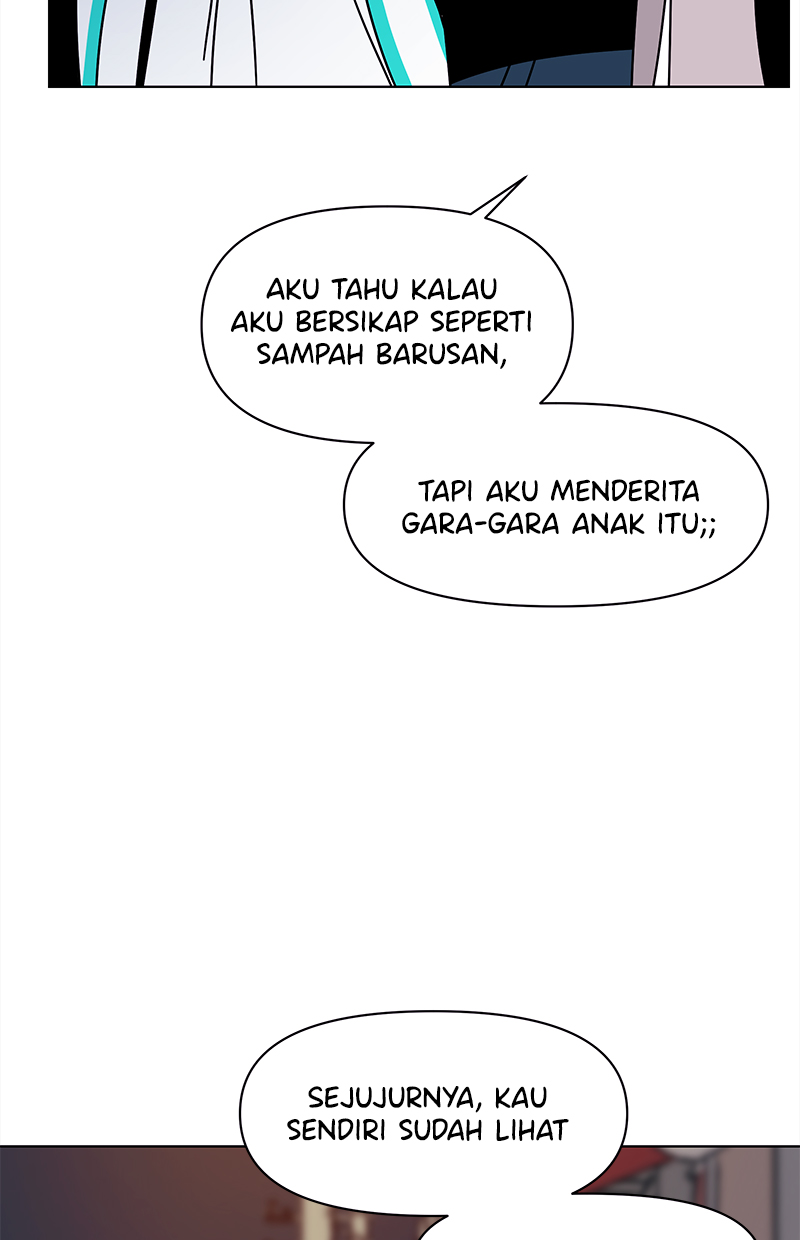 AKU TAHU KALAU
AKU BERSIKAP SEPERTI
SAMPAH BARUSAN,
TAPI AKU MENDERITA
GARA-GARA ANAK ITU;;
SEJUJURNYA, KAU
SENDIRI SUDAH LIHAT